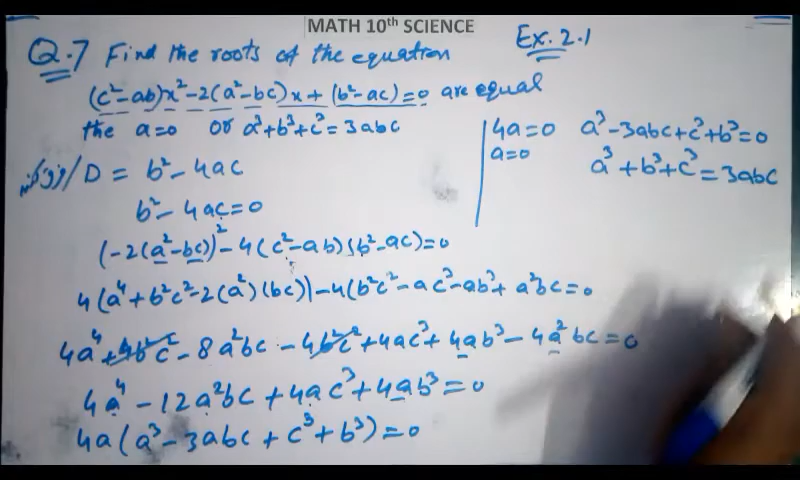 MATH 10th SCIENCE
Ex. 2.1
Q.7 Find the roots of the equation
(c²-ab)x²-2(a²-bc)x+(b²-ac)=0 are equal
the a=0 or a³+b³+c³=3abc
D = b²-4ac
b²-4ac=0
(-2(a²-bc))²-4(c²-ab)(b²-ac)=0
4(a⁴+b²c²-2(a²)(bc))-4(b²c²-ac³-ab³+a²bc=0
4a⁴+4b²c²-8a²bc-4b²c²+4ac³+4ab³-4a²bc=0
4a⁴-12a²bc+4ac³+4ab³=0
4a(a³-3abc+c³+b³)=0
4a=0 a³-3abc+c³+b³=0
a=0 a³+b³+c³=3abc